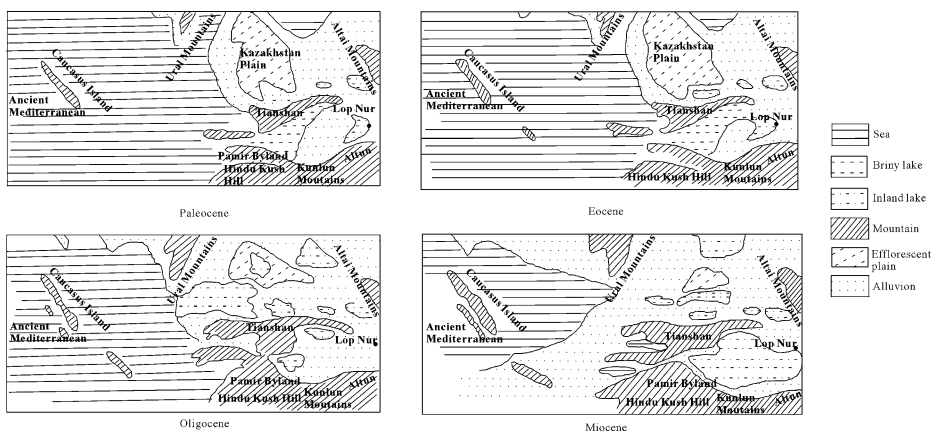 Kazakhstan
Plain
Ural Mountains
Altai Mountains
Caucasus Island
Ancient
Mediterranean
Tianshan
Lop Nur
Pamir Byland
Hindu Kush
Hill
Kunlun
Moutains
Altun
Paleocene
Kazakhstan
Plain
Ural Mountains
Altai Mountains
Caucasus Island
Ancient
Mediterranean
Tianshan
Lop Nur
Hindu Kush Hill
Kunlun
Moutains
Altun
Eocene
Sea
Briny lake
Inland lake
Mountain
Efflorescent
plain
Alluvion
Ural Mountains
Altai Mountains
Caucasus Island
Ancient
Mediterranean
Tianshan
Lop Nur
Pamir Byland
Hindu Kush Hill
Kunlun
Moutains
Altun
Oligocene
Ural Mountains
Altai Mountains
Caucasus Island
Ancient
Mediterranean
Tianshan
Lop Nur
Pamir Byland
Hindu Kush Hill
Kunlun
Moutains
Altun
Miocene